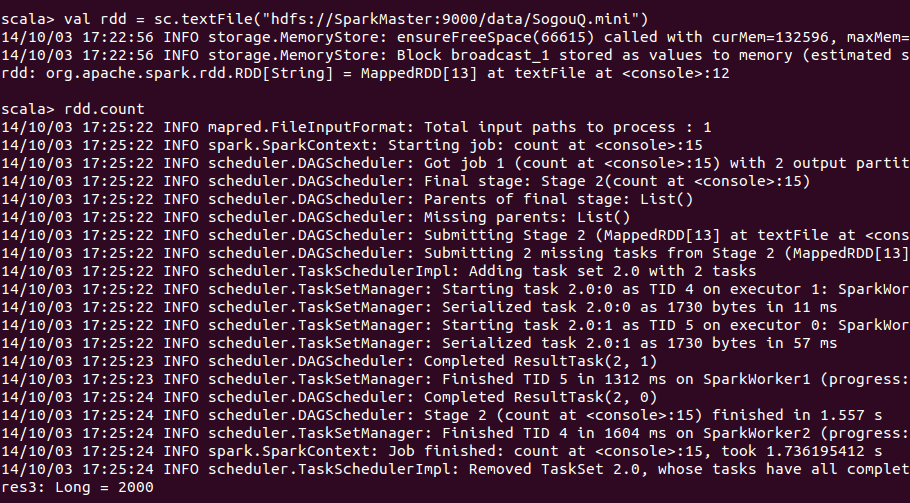 scala> val rdd = sc.textFile("hdfs://SparkMaster:9000/data/SogouQ.mini")
14/10/03 17:22:56 INFO storage.MemoryStore: ensureFreeSpace(66615) called with curMem=132596, maxMem=
14/10/03 17:22:56 INFO storage.MemoryStore: Block broadcast_1 stored as values to memory (estimated s
rdd: org.apache.spark.rdd.RDD[String] = MappedRDD[13] at textFile at <console>:12
scala> rdd.count
14/10/03 17:25:22 INFO mapred.FileInputFormat: Total input paths to process : 1
14/10/03 17:25:22 INFO spark.SparkContext: Starting job: count at <console>:15
14/10/03 17:25:22 INFO scheduler.DAGScheduler: Got job 1 (count at <console>:15) with 2 output partit
14/10/03 17:25:22 INFO scheduler.DAGScheduler: Final stage: Stage 2(count at <console>:15)
14/10/03 17:25:22 INFO scheduler.DAGScheduler: Parents of final stage: List()
14/10/03 17:25:22 INFO scheduler.DAGScheduler: Missing parents: List()
14/10/03 17:25:22 INFO scheduler.DAGScheduler: Submitting Stage 2 (MappedRDD[13] at textFile at <cons
14/10/03 17:25:22 INFO scheduler.DAGScheduler: Submitting 2 missing tasks from Stage 2 (MappedRDD[13]
14/10/03 17:25:22 INFO scheduler.TaskSchedulerImpl: Adding task set 2.0 with 2 tasks
14/10/03 17:25:22 INFO scheduler.TaskSetManager: Starting task 2.0:0 as TID 4 on executor 1: SparkWor
14/10/03 17:25:22 INFO scheduler.TaskSetManager: Serialized task 2.0:0 as 1730 bytes in 11 ms
14/10/03 17:25:22 INFO scheduler.TaskSetManager: Starting task 2.0:1 as TID 5 on executor 0: SparkWor
14/10/03 17:25:22 INFO scheduler.TaskSetManager: Serialized task 2.0:1 as 1730 bytes in 57 ms
14/10/03 17:25:23 INFO scheduler.DAGScheduler: Completed ResultTask(2, 1)
14/10/03 17:25:23 INFO scheduler.TaskSetManager: Finished TID 5 in 1312 ms on SparkWorker1 (progress:
14/10/03 17:25:24 INFO scheduler.DAGScheduler: Completed ResultTask(2, 0)
14/10/03 17:25:24 INFO scheduler.DAGScheduler: Stage 2 (count at <console>:15) finished in 1.557 s
14/10/03 17:25:24 INFO scheduler.TaskSetManager: Finished TID 4 in 1604 ms on SparkWorker2 (progress:
14/10/03 17:25:24 INFO spark.SparkContext: Job finished: count at <console>:15, took 1.736195412 s
14/10/03 17:25:24 INFO scheduler.TaskSchedulerImpl: Removed TaskSet 2.0, whose tasks have all complet
res3: Long = 2000